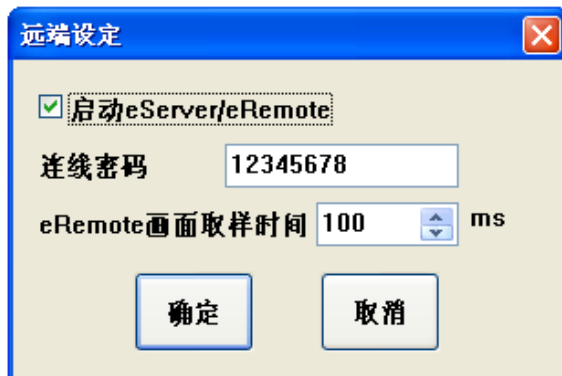 远端设定
启动eServer/eRemote
连线密码 12345678
eRemote画面取样时间 100 ms
确定 取消